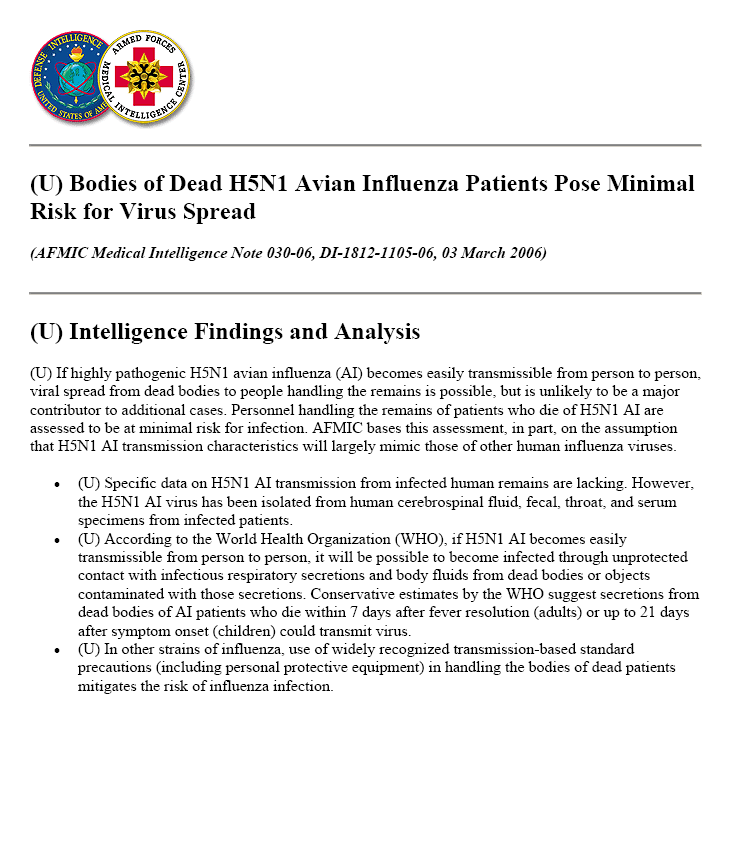 DEFENSE INTELLIGENCE
UNITED STATES OF AM
ARMED FORCES
MEDICAL INTELLIGENCE CENTER
(U) Bodies of Dead H5N1 Avian Influenza Patients Pose Minimal
Risk for Virus Spread
(AFMIC Medical Intelligence Note 030-06, DI-1812-1105-06, 03 March 2006)
(U) Intelligence Findings and Analysis
(U) If highly pathogenic H5N1 avian influenza (AI) becomes easily transmissible from person to person,
viral spread from dead bodies to people handling the remains is possible, but is unlikely to be a major
contributor to additional cases. Personnel handling the remains of patients who die of H5N1 AI are
assessed to be at minimal risk for infection. AFMIC bases this assessment, in part, on the assumption
that H5N1 AI transmission characteristics will largely mimic those of other human influenza viruses.
• (U) Specific data on H5N1 AI transmission from infected human remains are lacking. However,
the H5N1 AI virus has been isolated from human cerebrospinal fluid, fecal, throat, and serum
specimens from infected patients.
• (U) According to the World Health Organization (WHO), if H5N1 AI becomes easily
transmissible from person to person, it will be possible to become infected through unprotected
contact with infectious respiratory secretions and body fluids from dead bodies or objects
contaminated with those secretions. Conservative estimates by the WHO suggest secretions from
dead bodies of AI patients who die within 7 days after fever resolution (adults) or up to 21 days
after symptom onset (children) could transmit virus.
• (U) In other strains of influenza, use of widely recognized transmission-based standard
precautions (including personal protective equipment) in handling the bodies of dead patients
mitigates the risk of influenza infection.